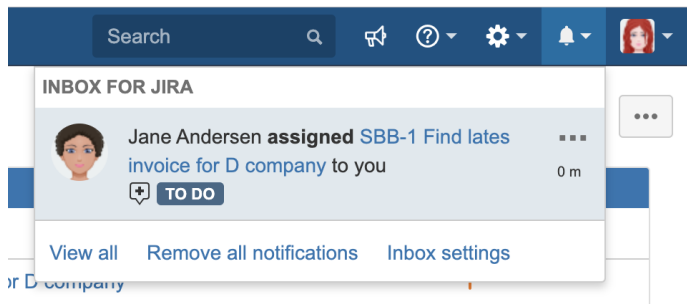 Search
INBOX FOR JIRA
Jane Andersen assigned SBB-1 Find lates
invoice for D company to you
0 m
TO DO
View all Remove all notifications Inbox settings
or D company